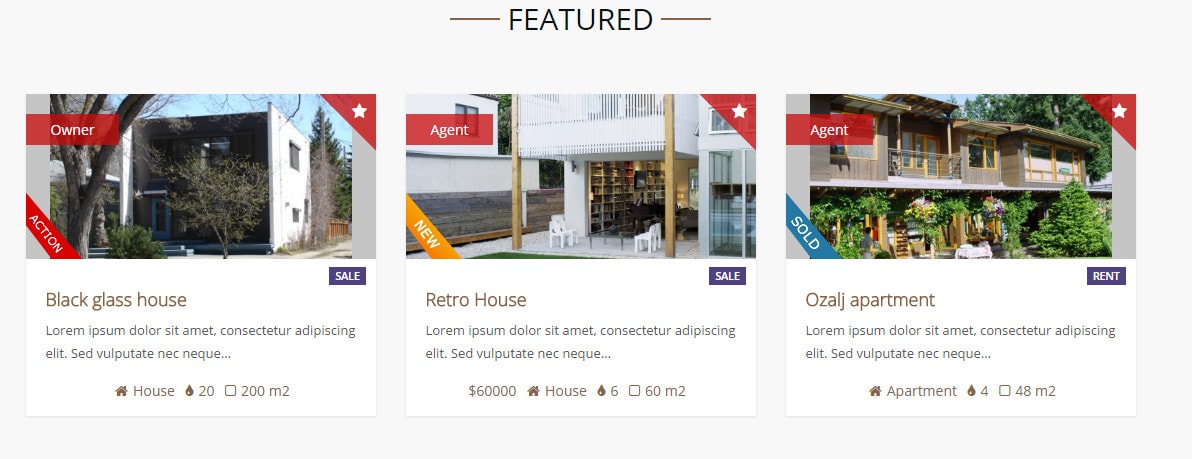 FEATURED
Owner
ACTION
SALE
Black glass house
Lorem ipsum dolor sit amet, consectetur adipiscing
elit. Sed vulputate nec neque...
House 20 200 m2
Agent
NEW
SALE
Retro House
Lorem ipsum dolor sit amet, consectetur adipiscing
elit. Sed vulputate nec neque...
$60000 House 6 60 m2
Agent
SOLD
RENT
Ozalj apartment
Lorem ipsum dolor sit amet, consectetur adipiscing
elit. Sed vulputate nec neque...
Apartment 4 48 m2